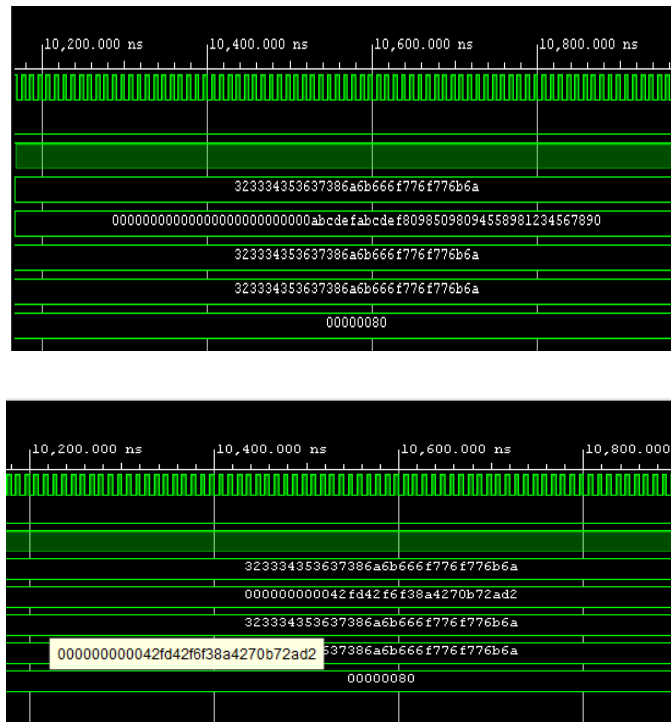 10,200.000 ns 10,400.000 ns 10,600.000 ns 10,800.000 ns
323334353637386a6b666f776f776b6a
00000000000000000000000000abcdefabcdef80985098094558981234567890
323334353637386a6b666f776f776b6a
323334353637386a6b666f776f776b6a
00000080
10,200.000 ns 10,400.000 ns 10,600.000 ns 10,800.000
323334353637386a6b666f776f776b6a
000000000042fd42f6f38a4270b72ad2
323334353637386a6b666f776f776b6a
000000000042fd42f6f38a4270b72ad2 537386a6b666f776f776b6a
00000080